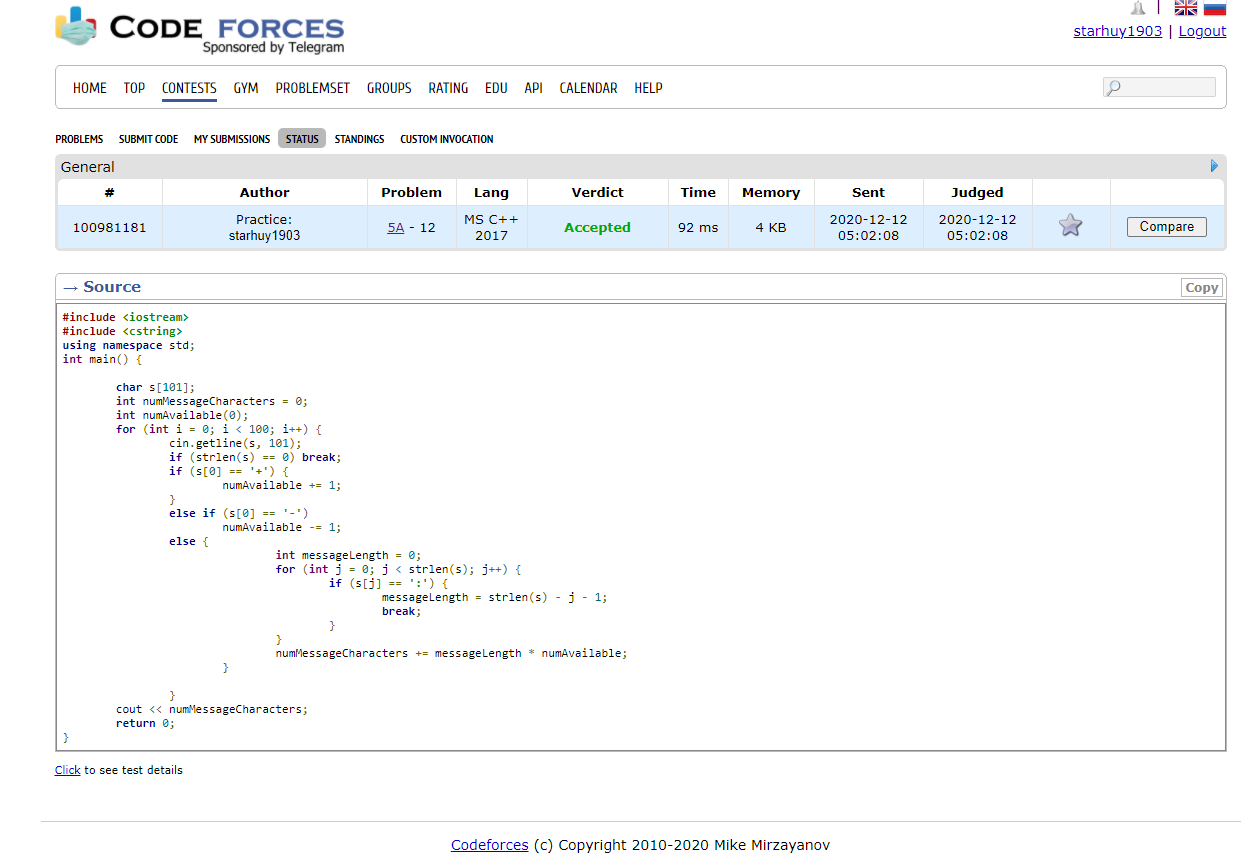 CODE FORCES
Sponsored by Telegram
starhuy1903 | Logout
HOME TOP CONTESTS GYM PROBLEMSET GROUPS RATING EDU API CALENDAR HELP
PROBLEMS SUBMIT CODE MY SUBMISSIONS STATUS STANDINGS CUSTOM INVOCATION
General
# Author Problem Lang Verdict Time Memory Sent Judged
100981181 Practice: starhuy1903 5A - 12 MS C++ 2017 Accepted 92 ms 4 KB 2020-12-12 05:02:08 2020-12-12 05:02:08 Compare
→ Source Copy
#include <iostream>
#include <cstring>
using namespace std;
int main() {
char s[101];
int numMessageCharacters = 0;
int numAvailable(0);
for (int i = 0; i < 100; i++) {
cin.getline(s, 101);
if (strlen(s) == 0) break;
if (s[0] == '+') {
numAvailable += 1;
}
else if (s[0] == '-')
numAvailable -= 1;
else {
int messageLength = 0;
for (int j = 0; j < strlen(s); j++) {
if (s[j] == ':') {
messageLength = strlen(s) - j - 1;
break;
}
}
numMessageCharacters += messageLength * numAvailable;
}
}
cout << numMessageCharacters;
return 0;
}
Click to see test details
Codeforces (c) Copyright 2010-2020 Mike Mirzayanov